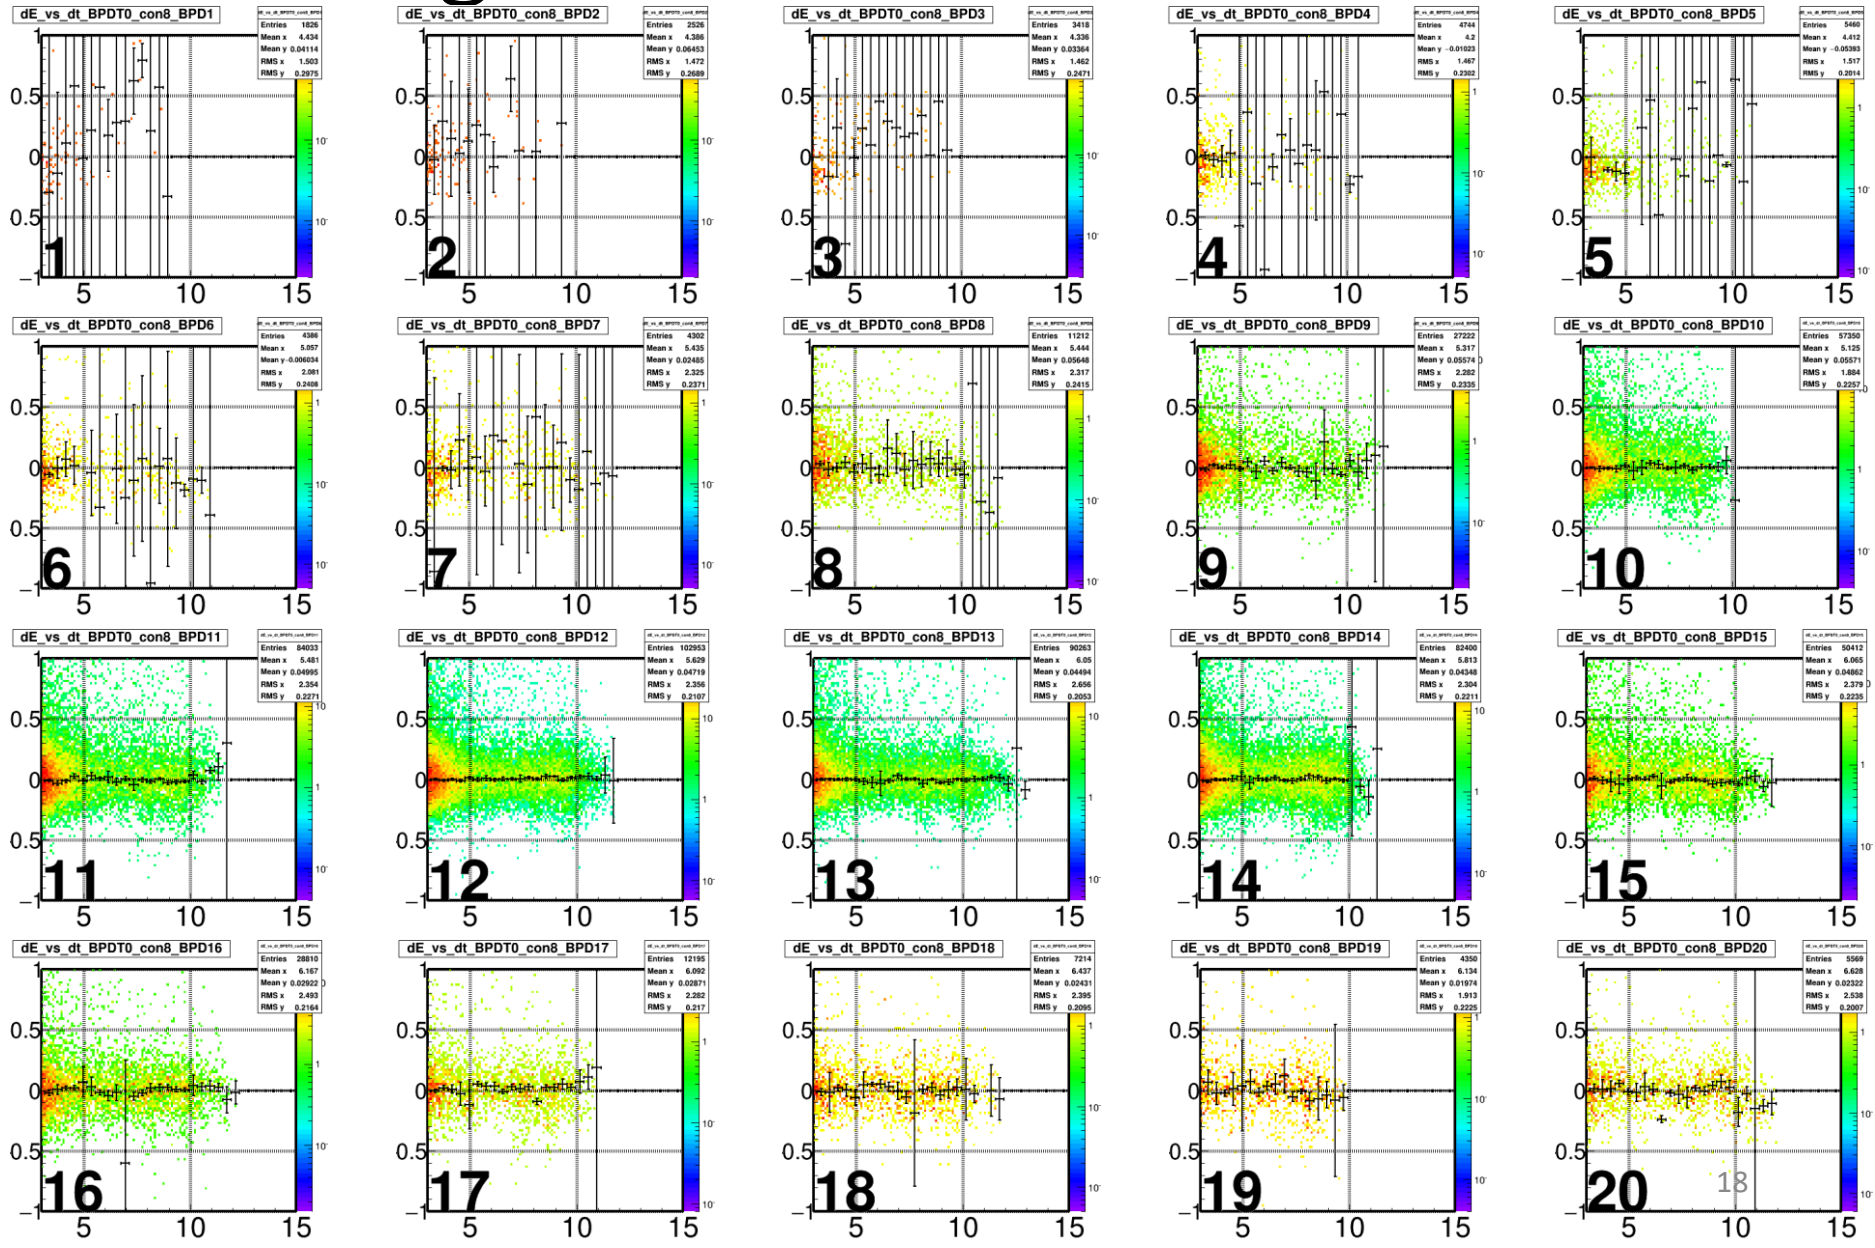 dE_vs_dt_BPDT0_con8_BPD1
Entries 1826
Mean x 4.434
Mean y 0.04114
RMS x 1.503
RMS y 0.2975
1
dE_vs_dt_BPDT0_con8_BPD2
Entries 2526
Mean x 4.386
Mean y 0.06453
RMS x 1.472
RMS y 0.2689
2
dE_vs_dt_BPDT0_con8_BPD3
Entries 3418
Mean x 4.336
Mean y 0.03364
RMS x 1.462
RMS y 0.2471
3
dE_vs_dt_BPDT0_con8_BPD4
Entries 4744
Mean x 4.2
Mean y -0.01023
RMS x 1.467
RMS y 0.2302
4
dE_vs_dt_BPDT0_con8_BPD5
Entries 5460
Mean x 4.412
Mean y -0.05393
RMS x 1.517
RMS y 0.2014
5
dE_vs_dt_BPDT0_con8_BPD6
Entries 4386
Mean x 5.057
Mean y -0.006034
RMS x 2.081
RMS y 0.2408
6
dE_vs_dt_BPDT0_con8_BPD7
Entries 4302
Mean x 5.435
Mean y 0.02485
RMS x 2.325
RMS y 0.2371
7
dE_vs_dt_BPDT0_con8_BPD8
Entries 11212
Mean x 5.444
Mean y 0.05648
RMS x 2.317
RMS y 0.2415
8
dE_vs_dt_BPDT0_con8_BPD9
Entries 27222
Mean x 5.317
Mean y 0.05574
RMS x 2.282
RMS y 0.2335
9
dE_vs_dt_BPDT0_con8_BPD10
Entries 57350
Mean x 5.125
Mean y 0.05571
RMS x 1.884
RMS y 0.2257
10
dE_vs_dt_BPDT0_con8_BPD11
Entries 84033
Mean x 5.481
Mean y 0.04995
RMS x 2.354
RMS y 0.2271
11
dE_vs_dt_BPDT0_con8_BPD12
Entries 102953
Mean x 5.629
Mean y 0.04719
RMS x 2.356
RMS y 0.2107
12
dE_vs_dt_BPDT0_con8_BPD13
Entries 90263
Mean x 6.05
Mean y 0.04494
RMS x 2.656
RMS y 0.2053
13
dE_vs_dt_BPDT0_con8_BPD14
Entries 82400
Mean x 5.813
Mean y 0.04348
RMS x 2.304
RMS y 0.2211
14
dE_vs_dt_BPDT0_con8_BPD15
Entries 50412
Mean x 6.065
Mean y 0.04862
RMS x 2.379
RMS y 0.2235
15
dE_vs_dt_BPDT0_con8_BPD16
Entries 28810
Mean x 6.167
Mean y 0.02922
RMS x 2.493
RMS y 0.2164
16
dE_vs_dt_BPDT0_con8_BPD17
Entries 12195
Mean x 6.092
Mean y 0.02871
RMS x 2.282
RMS y 0.217
17
dE_vs_dt_BPDT0_con8_BPD18
Entries 7214
Mean x 6.437
Mean y 0.02431
RMS x 2.395
RMS y 0.2095
18
dE_vs_dt_BPDT0_con8_BPD19
Entries 4350
Mean x 6.134
Mean y 0.01974
RMS x 1.913
RMS y 0.2225
19
dE_vs_dt_BPDT0_con8_BPD20
Entries 5569
Mean x 6.628
Mean y 0.02322
RMS x 2.538
RMS y 0.2007
20
18